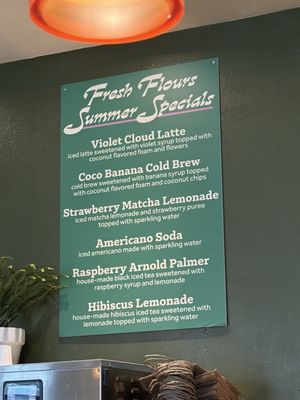 Fresh Flours
Summer Specials
Violet Cloud Latte
iced latte sweetened with violet syrup topped with
coconut flavored foam and flowers
Coco Banana Cold Brew
cold brew sweetened with banana syrup topped
with coconut flavored foam and coconut chips
Strawberry Matcha Lemonade
iced matcha lemonade and strawberry puree
topped with sparkling water
Americano Soda
iced americano made with sparkling water
Raspberry Arnold Palmer
house-made black iced tea sweetened with
raspberry syrup and lemonade
Hibiscus Lemonade
house-made hibiscus iced tea sweetened with
lemonade topped with sparkling water